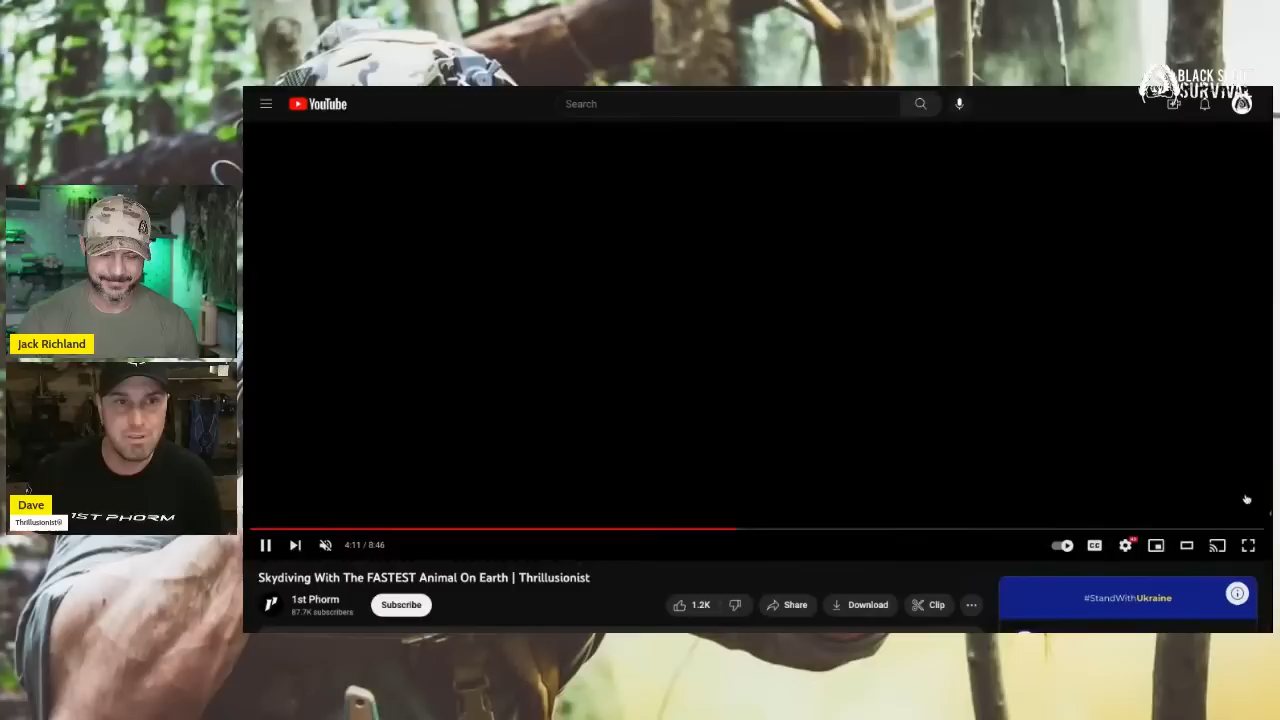 YouTube
Search
BLACK
SURVIVAL
Jack Richland
Dave
Thrillusionist®
1ST PHORM
4:11 / 8:46
CC
Skydiving With The FASTEST Animal On Earth | Thrillusionist
1st Phorm
87.7K subscribers
Subscribe
1.2K
Share
Download
Clip
#StandWithUkraine